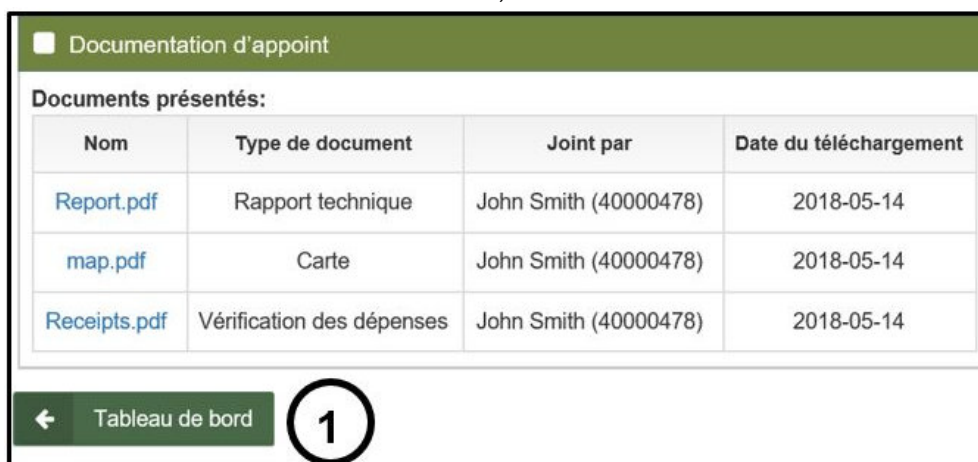 Documentation d'appoint
Documents présentés:
Nom Type de document Joint par Date du téléchargement
Report.pdf Rapport technique John Smith (40000478) 2018-05-14
map.pdf Carte John Smith (40000478) 2018-05-14
Receipts.pdf Vérification des dépenses John Smith (40000478) 2018-05-14
Tableau de bord 1